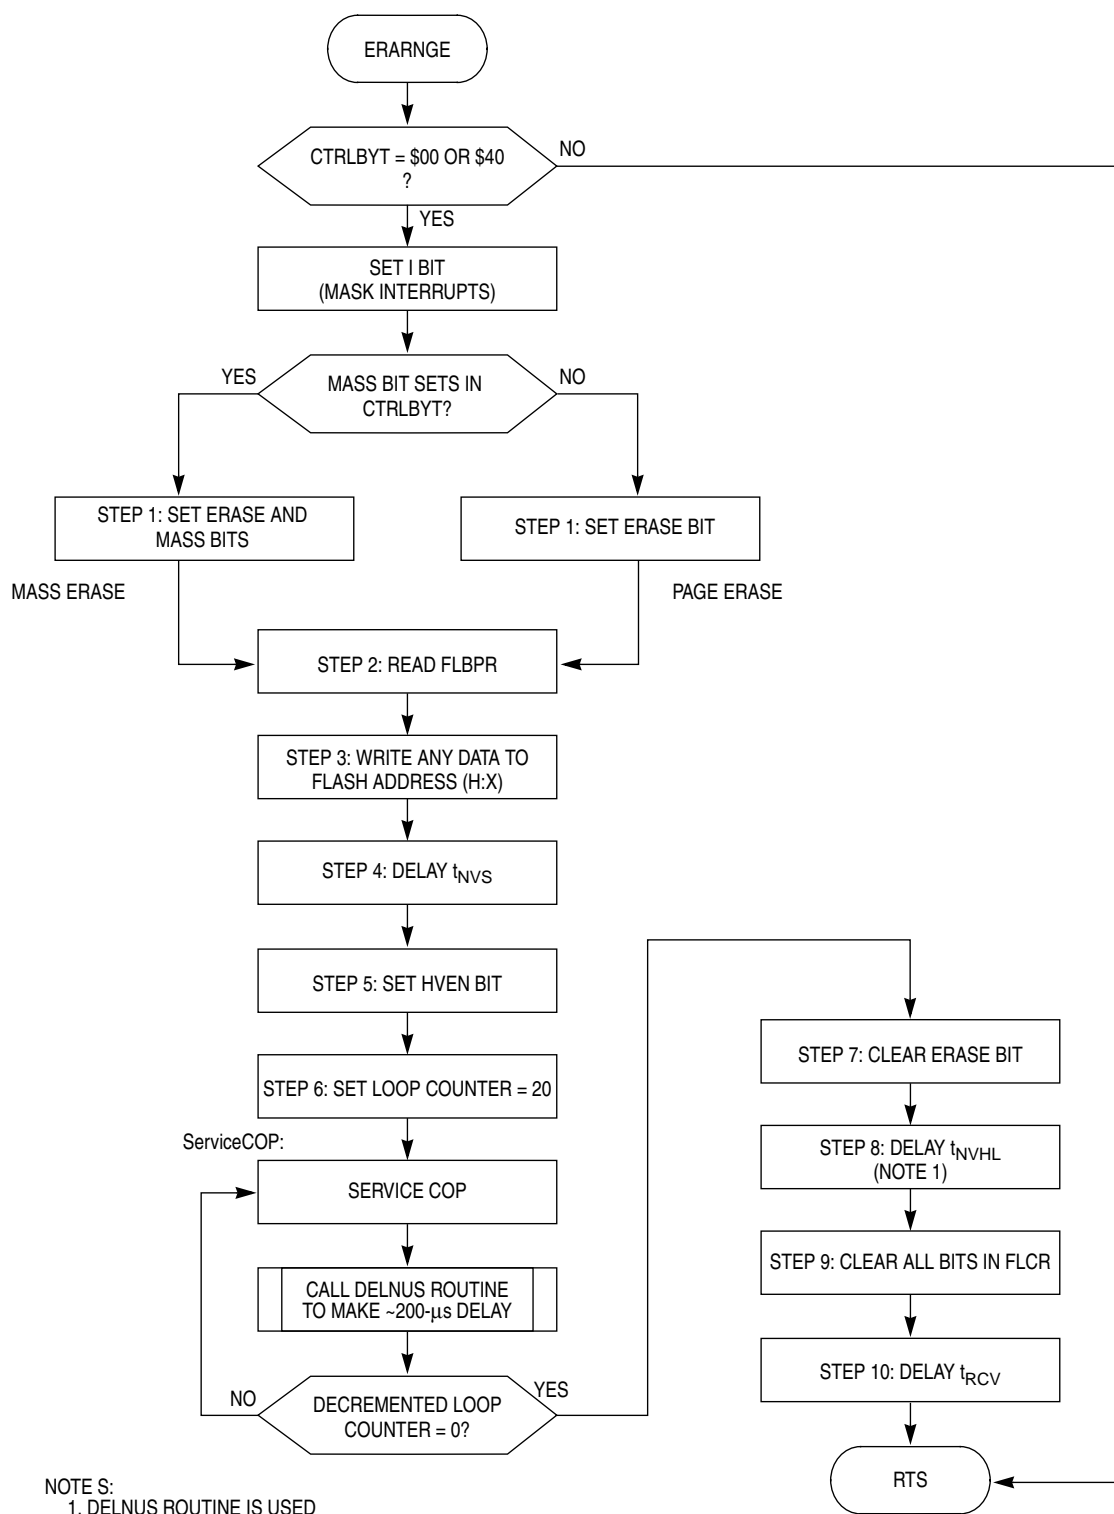 ERARNGE
CTRLBYT = $00 OR $40
?
NO
YES
SET I BIT
(MASK INTERRUPTS)
YES
MASS BIT SETS IN
CTRLBYT?
NO
STEP 1: SET ERASE AND
MASS BITS
STEP 1: SET ERASE BIT
MASS ERASE
PAGE ERASE
STEP 2: READ FLBPR
STEP 3: WRITE ANY DATA TO
FLASH ADDRESS (H:X)
STEP 4: DELAY tNVS
STEP 5: SET HVEN BIT
STEP 6: SET LOOP COUNTER = 20
ServiceCOP:
SERVICE COP
CALL DELNUS ROUTINE
TO MAKE ~200-µs DELAY
NO
DECREMENTED LOOP
COUNTER = 0?
YES
STEP 7: CLEAR ERASE BIT
STEP 8: DELAY tNVHL
(NOTE 1)
STEP 9: CLEAR ALL BITS IN FLCR
STEP 10: DELAY tRCV
RTS
NOTE S:
1. DELNUS ROUTINE IS USED